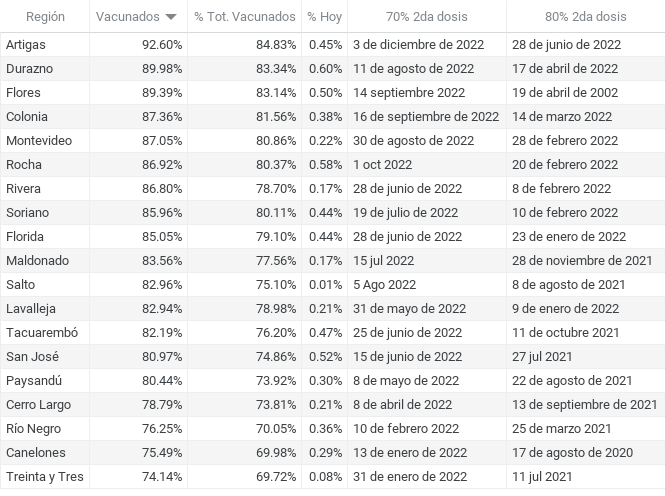 Región Vacunados % Tot. Vacunados % Hoy 70% 2da dosis 80% 2da dosis
Artigas 92.60% 84.83% 0.45% 3 de diciembre de 2022 28 de junio de 2022
Durazno 89.98% 83.34% 0.60% 11 de agosto de 2022 17 de abril de 2022
Flores 89.39% 83.14% 0.50% 14 septiembre 2022 19 de abril de 2002
Colonia 87.36% 81.56% 0.38% 16 de septiembre de 2022 14 de marzo 2022
Montevideo 87.05% 80.86% 0.22% 30 de agosto de 2022 28 de febrero 2022
Rocha 86.92% 80.37% 0.58% 1 oct 2022 20 de febrero de 2022
Rivera 86.80% 78.70% 0.17% 28 de junio de 2022 8 de febrero 2022
Soriano 85.96% 80.11% 0.44% 19 de julio de 2022 10 de febrero 2022
Florida 85.05% 79.10% 0.44% 28 de junio de 2022 23 de enero de 2022
Maldonado 83.56% 77.56% 0.17% 15 jul 2022 28 de noviembre de 2021
Salto 82.96% 75.10% 0.01% 5 Ago 2022 8 de agosto de 2021
Lavalleja 82.94% 78.98% 0.21% 31 de mayo de 2022 9 de enero de 2022
Tacuarembó 82.19% 76.20% 0.47% 25 de junio de 2022 11 de octubre 2021
San José 80.97% 74.86% 0.52% 15 de junio de 2022 27 jul 2021
Paysandú 80.44% 73.92% 0.30% 8 de mayo de 2022 22 de agosto de 2021
Cerro Largo 78.79% 73.81% 0.21% 8 de abril de 2022 13 de septiembre de 2021
Río Negro 76.25% 70.05% 0.36% 10 de febrero de 2022 25 de marzo 2021
Canelones 75.49% 69.98% 0.29% 13 de enero de 2022 17 de agosto de 2020
Treinta y Tres 74.14% 69.72% 0.08% 31 de enero de 2022 11 jul 2021